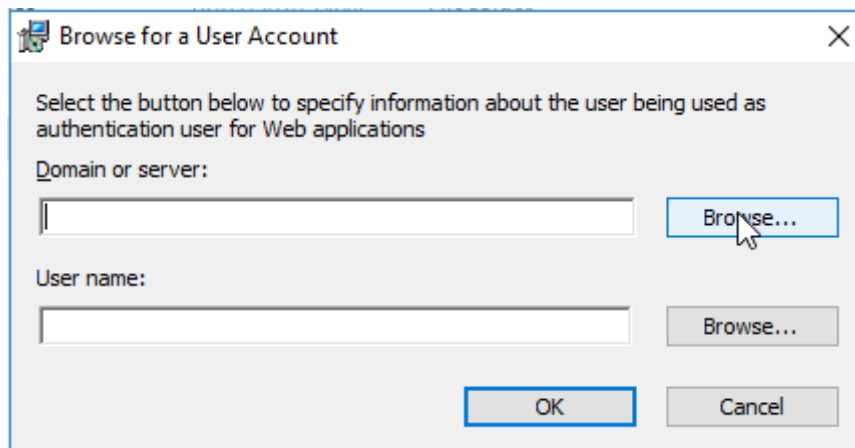 Browse for a User Account
Select the button below to specify information about the user being used as
authentication user for Web applications
Domain or server:
Browse...
User name:
Browse...
OK
Cancel